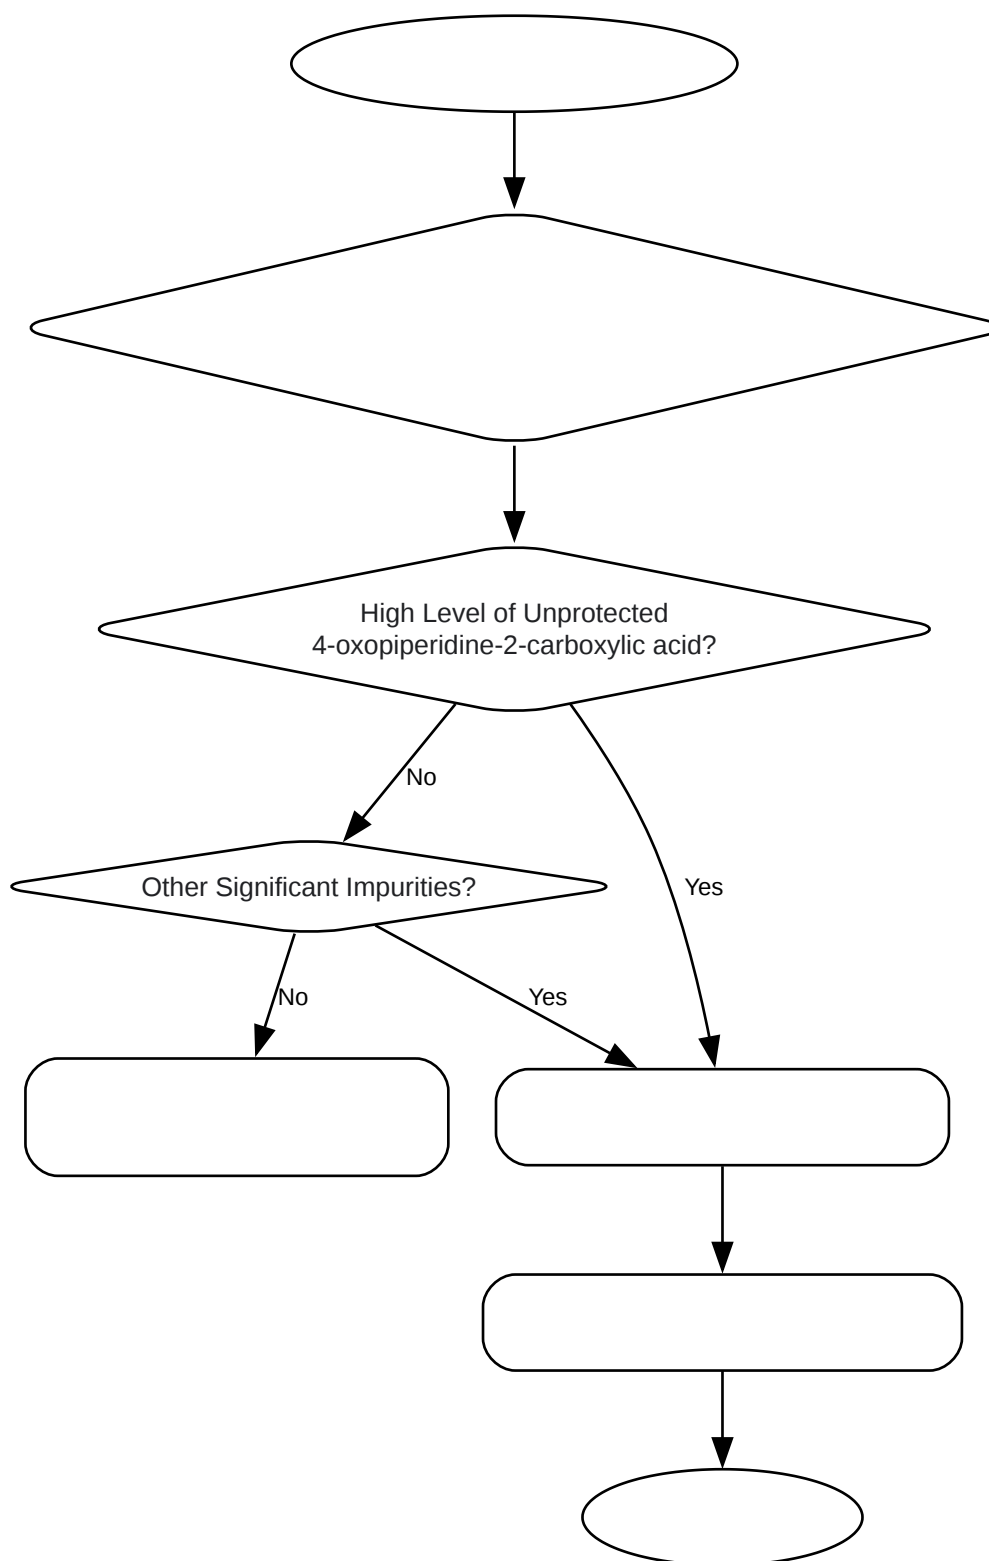 High Level of Unprotected
4-oxopiperidine-2-carboxylic acid?
No
Other Significant Impurities?
Yes
No
Yes